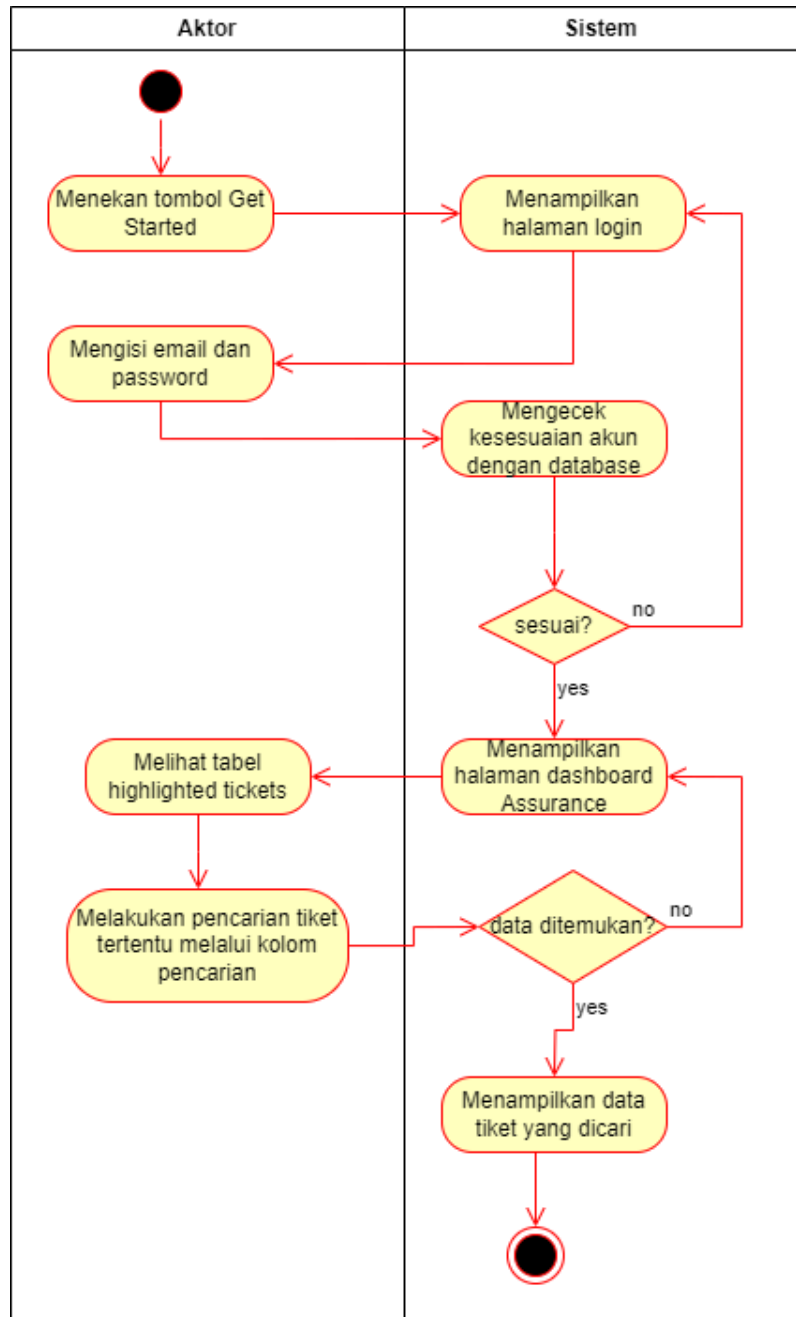 Aktor
Sistem
Menekan tombol Get
Started
Menampilkan
halaman login
Mengisi email dan
password
Mengecek
kesesuaian akun
dengan database
sesuai?
no
yes
Melihat tabel
highlighted tickets
Menampilkan
halaman dashboard
Assurance
Melakukan pencarian tiket
tertentu melalui kolom
pencarian
data ditemukan?
no
yes
Menampilkan data
tiket yang dicari